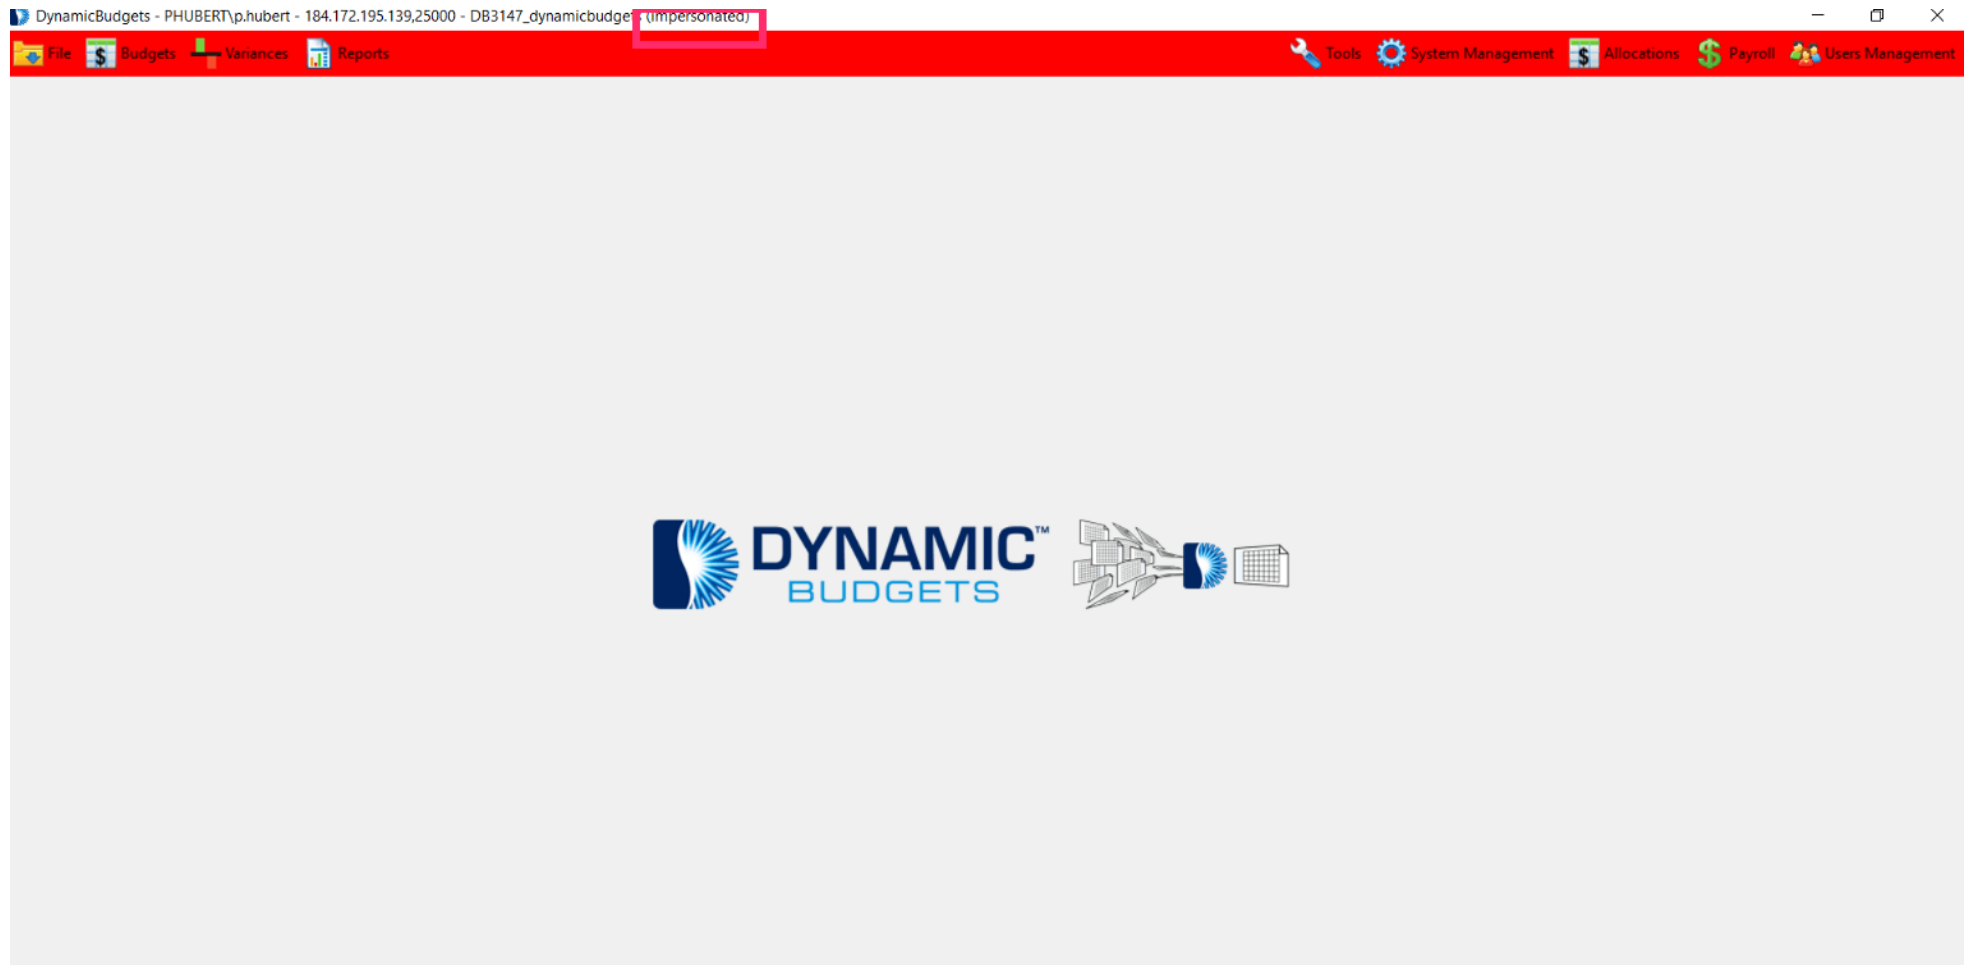 DynamicBudgets - PHUBERT\p.hubert - 184.172.195.139,25000 - DB3147_dynamicbudgets (Impersonated)
File Budgets Variances Reports Tools System Management Allocations Payroll Users Management
DYNAMIC™
BUDGETS